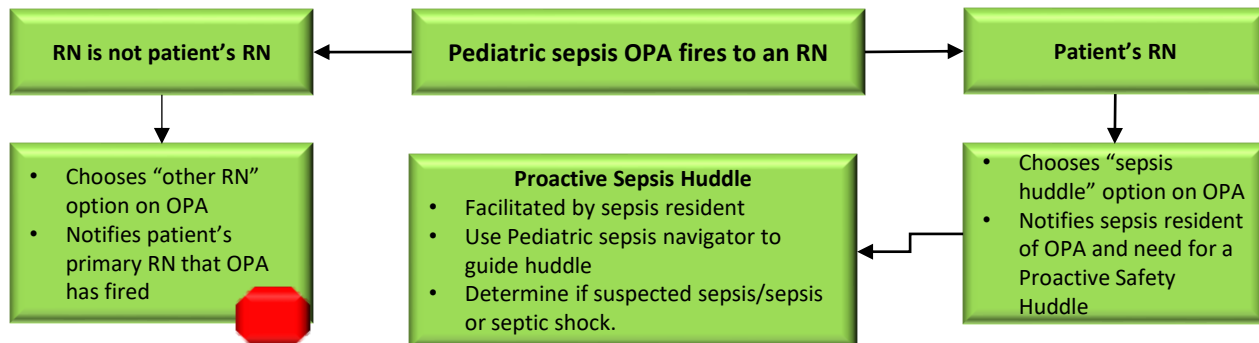 RN is not patient's RN
Pediatric sepsis OPA fires to an RN
Patient's RN
• Chooses "other RN"
option on OPA
• Notifies patient's
primary RN that OPA
has fired
Proactive Sepsis Huddle
• Facilitated by sepsis resident
• Use Pediatric sepsis navigator to
guide huddle
• Determine if suspected sepsis/sepsis
or septic shock.
• Chooses "sepsis
huddle" option on OPA
• Notifies sepsis resident
of OPA and need for a
Proactive Safety
Huddle